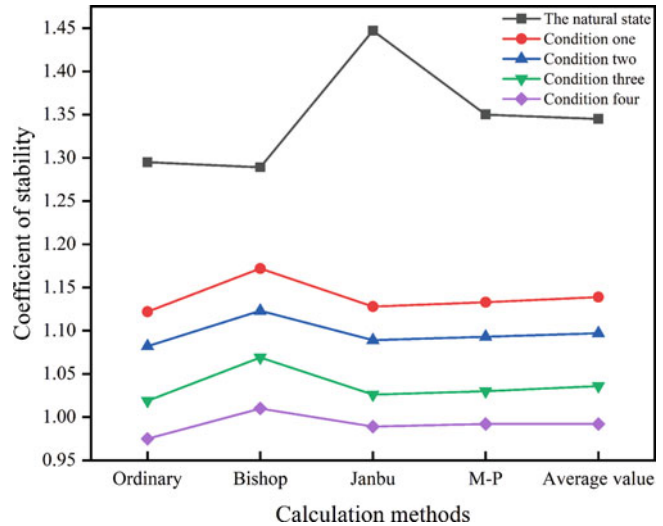 The natural state
Condition one
Condition two
Condition three
Condition four
Coefficient of stability
1.45
1.40
1.35
1.30
1.25
1.20
1.15
1.10
1.05
1.00
0.95
Ordinary Bishop Janbu M-P Average value
Calculation methods